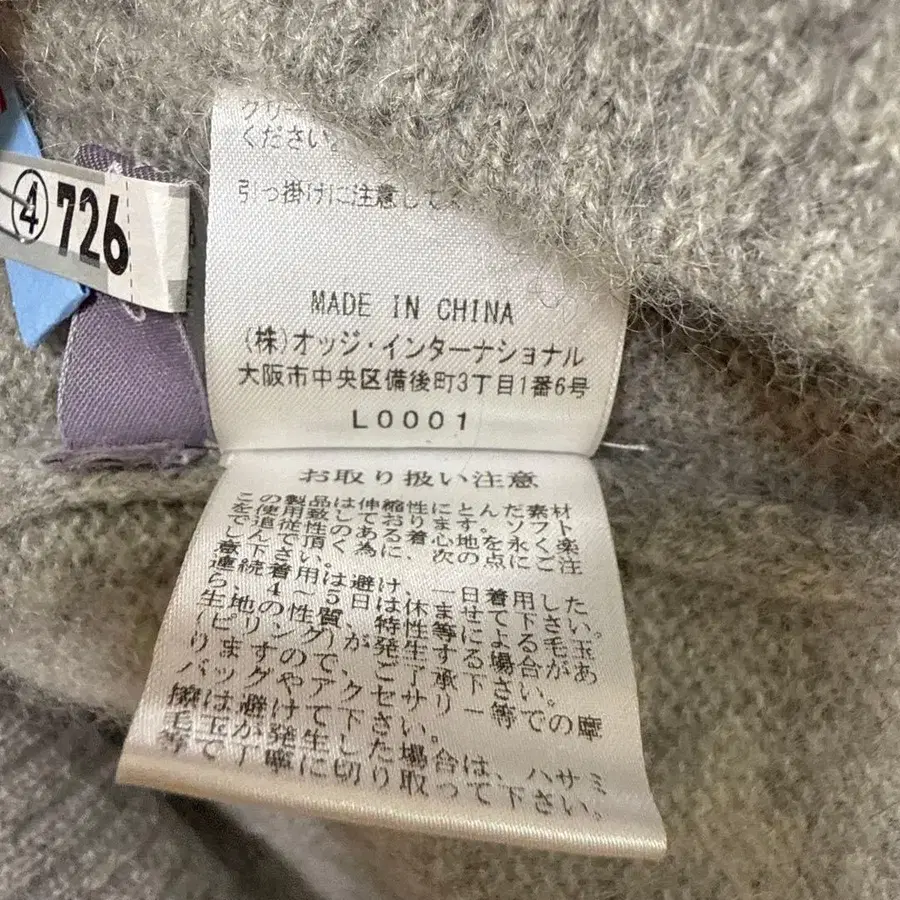 ④726
クリー
ください。
引っ掛けに注意して
MADE IN CHINA
(株)オッジ・インターナショナル
大阪市中央区備後町3丁目1番6号
L0001
お取り扱い注意
この製品は伸縮性にとんだ素材
を使用致しております。ソフト
で追従性のある着心地を永く楽
しんで頂く為に、次の点にご注
意下さい。
連続着用は避け、一日着用した
ら、4～5日は休ませて下さい。
生地の性質、特性等による毛玉
(ピリング)が発生する場合があ
りますので、ご了承下さい。
バッグやアクセサリー等での摩
擦は避けて下さい。
毛玉が発生した場合は、ハサミ
等で丁寧に切り取って下さい。